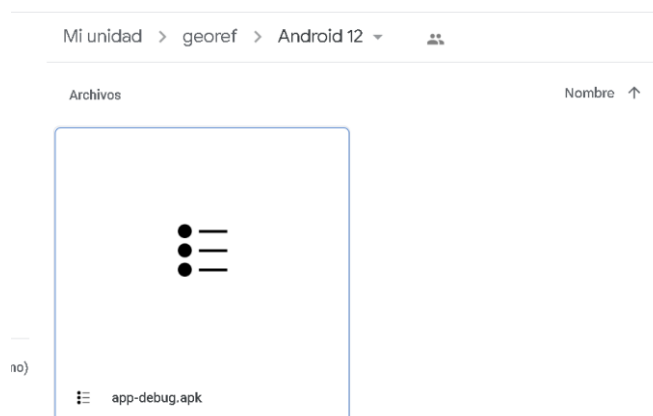 Mi unidad > georef > Android 12
Archivos
Nombre
no)
app-debug.apk